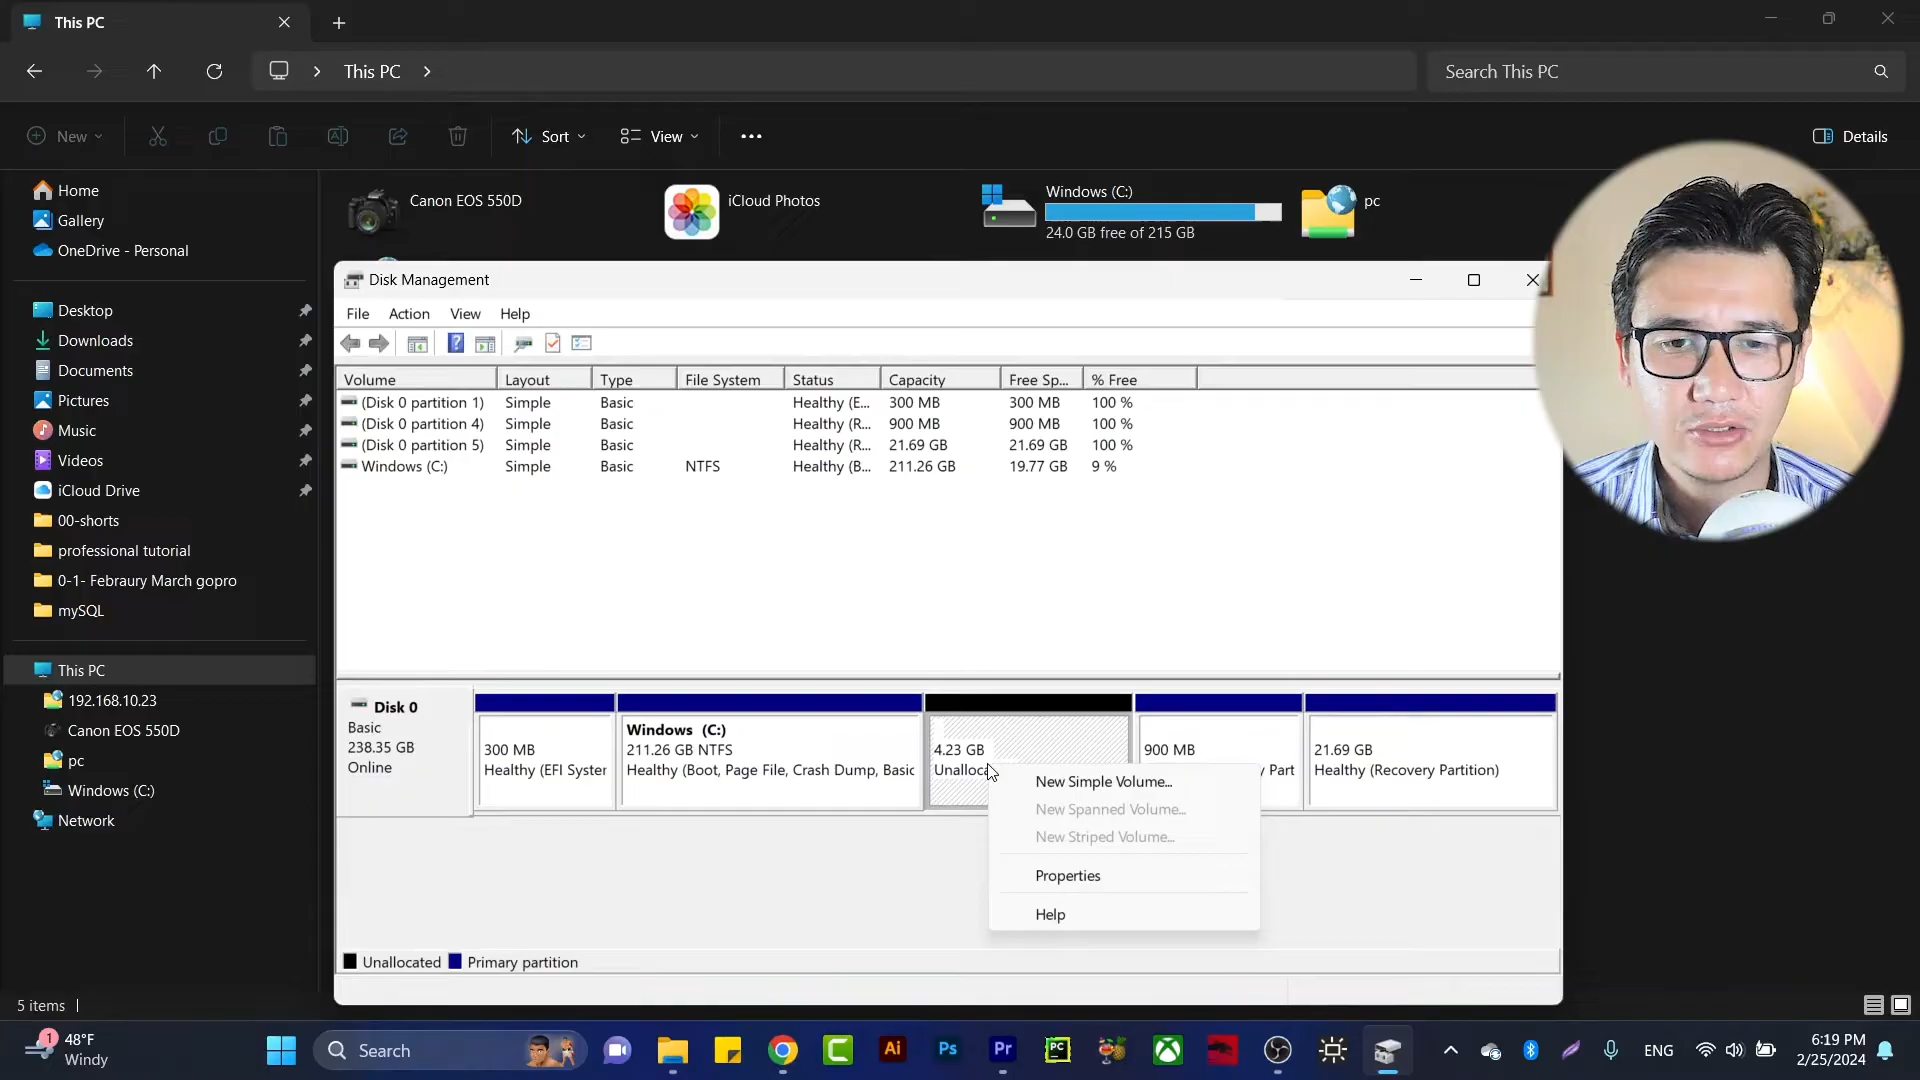 This PC
This PC
Search This PC
New
Sort
View
Details
Home
Gallery
OneDrive - Personal
Desktop
Downloads
Documents
Pictures
Music
Videos
iCloud Drive
00-shorts
professional tutorial
0-1- Febraury March gopro
mySQL
This PC
192.168.10.23
Canon EOS 550D
pc
Windows (C:)
Network
5 items
Canon EOS 550D
iCloud Photos
Windows (C:)
24.0 GB free of 215 GB
pc
Disk Management
File Action View Help
Volume Layout Type File System Status Capacity Free Sp... % Free
(Disk 0 partition 1) Simple Basic Healthy (E... 300 MB 300 MB 100 %
(Disk 0 partition 4) Simple Basic Healthy (R... 900 MB 900 MB 100 %
(Disk 0 partition 5) Simple Basic Healthy (R... 21.69 GB 21.69 GB 100 %
Windows (C:) Simple Basic NTFS Healthy (B... 211.26 GB 19.77 GB 9 %
Disk 0
Basic
238.35 GB
Online
300 MB
Healthy (EFI System
Windows (C:)
211.26 GB NTFS
Healthy (Boot, Page File, Crash Dump, Basic
4.23 GB
Unalloca
900 MB
y Part
21.69 GB
Healthy (Recovery Partition)
New Simple Volume...
New Spanned Volume...
New Striped Volume...
Properties
Help
Unallocated Primary partition
1
48°F
Windy
Search
Ai
Ps
Pr
PC
ENG
6:19 PM
2/25/2024